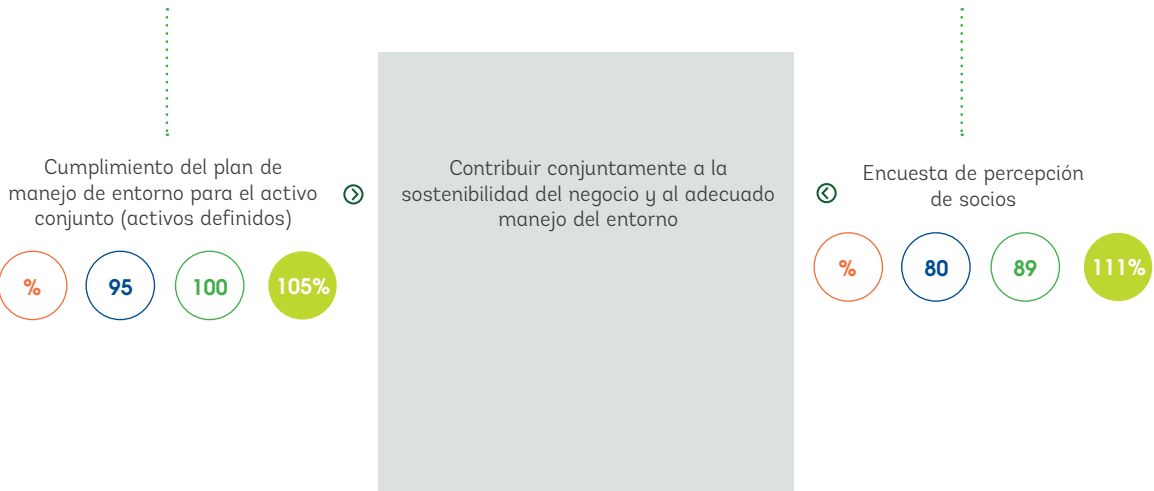 Cumplimiento del plan de
manejo de entorno para el activo
conjunto (activos definidos)
%
95
100
105%
Contribuir conjuntamente a la
sostenibilidad del negocio y al adecuado
manejo del entorno
Encuesta de percepción
de socios
%
80
89
111%